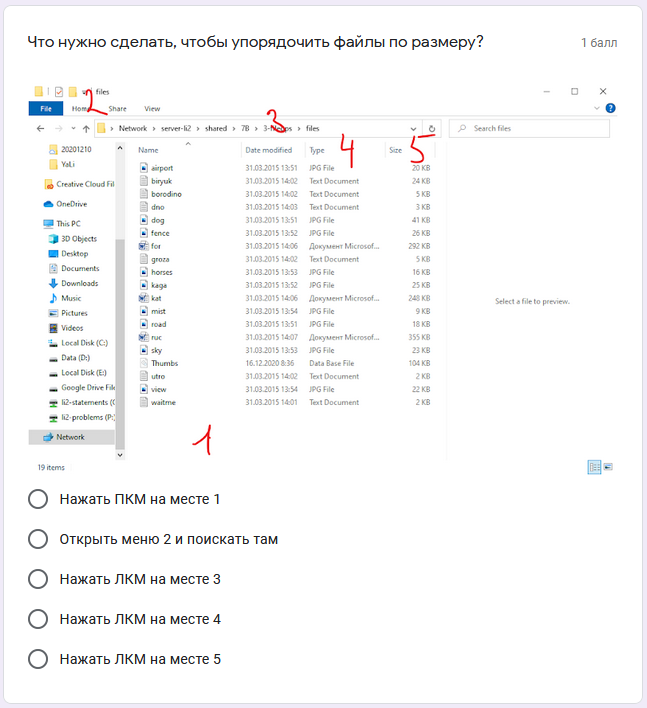 Что нужно сделать, чтобы упорядочить файлы по размеру? 1 балл
files
2
File Home Share View
3
Network > server-li2 > shared > 7B > > files Search files
4 5
20201210 Name Date modified Type Size
YaLi
airport 31.03.2015 13:51 JPG File 20 KB
biryuk 31.03.2015 14:02 Text Document 24 KB
Creative Cloud Fil borodino 31.03.2015 14:02 Text Document 5 KB
OneDrive dno 31.03.2015 14:03 Text Document 3 KB
This PC dog 31.03.2015 13:51 JPG File 41 KB
3D Objects fence 31.03.2015 13:52 JPG File 26 KB
Desktop for 31.03.2015 14:06 Документ Microsof... 292 KB
Documents groza 31.03.2015 14:02 Text Document 5 KB
Downloads horses 31.03.2015 13:53 JPG File 16 KB
Music kaga 31.03.2015 13:52 JPG File 25 KB
Pictures kat 31.03.2015 14:06 Документ Microsof... 248 KB
Videos mist 31.03.2015 13:54 JPG File 9 KB
Local Disk (C:) road 31.03.2015 13:51 JPG File 18 KB
Data (D:) ruc 31.03.2015 14:07 Документ Microsof... 355 KB
Local Disk (E:) sky 31.03.2015 13:53 JPG File 23 KB
Google Drive File Thumbs 16.12.2020 8:36 Data Base File 104 KB
li2-statements (O utro 31.03.2015 14:02 Text Document 2 KB
li2-problems (P:) view 31.03.2015 13:54 JPG File 22 KB
Network waitme 31.03.2015 14:01 Text Document 2 KB
Select a file to preview.
1
19 items
Нажать ПКМ на месте 1
Открыть меню 2 и поискать там
Нажать ЛКМ на месте 3
Нажать ЛКМ на месте 4
Нажать ЛКМ на месте 5